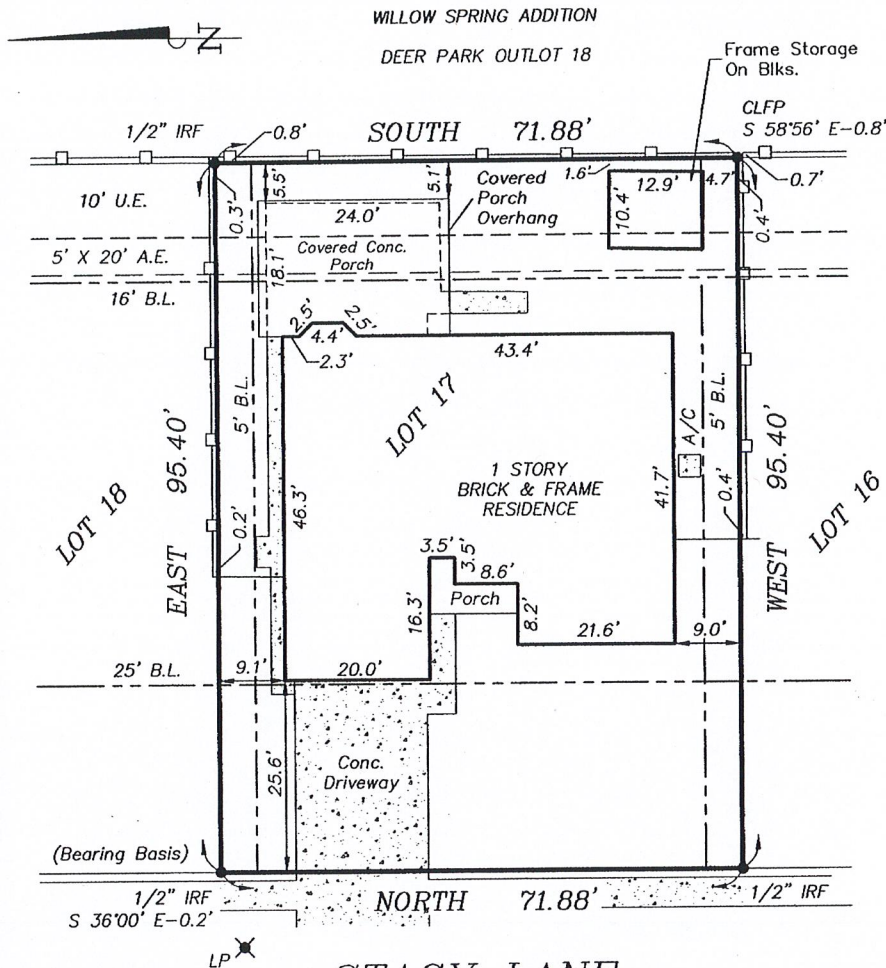 WILLOW SPRING ADDITION
DEER PARK OUTLOT 18
N
Frame Storage
On Blks.
CLFP
S 58°56' E-0.8'
1/2" IRF
0.8'
SOUTH 71.88'
0.7'
10' U.E.
0.3'
5.5'
5.1'
Covered
Porch
Overhang
1.6'
12.9'
4.7'
10.4'
0.4'
24.0'
5' X 20' A.E.
Covered Conc.
Porch
18.1'
16' B.L.
2.5'
4.4'
2.5'
2.3'
43.4'
5' B.L.
LOT 17
5' B.L.
A/C
LOT 18
EAST 95.40'
0.2'
46.3'
1 STORY
BRICK & FRAME
RESIDENCE
41.7'
0.4'
WEST 95.40'
LOT 16
3.5'
3.5'
8.6'
Porch
16.3'
8.2'
21.6'
9.0'
25' B.L.
9.1'
20.0'
25.6'
Conc.
Driveway
(Bearing Basis)
1/2" IRF
S 36°00' E-0.2'
NORTH 71.88'
1/2" IRF
LP
STACY LANE